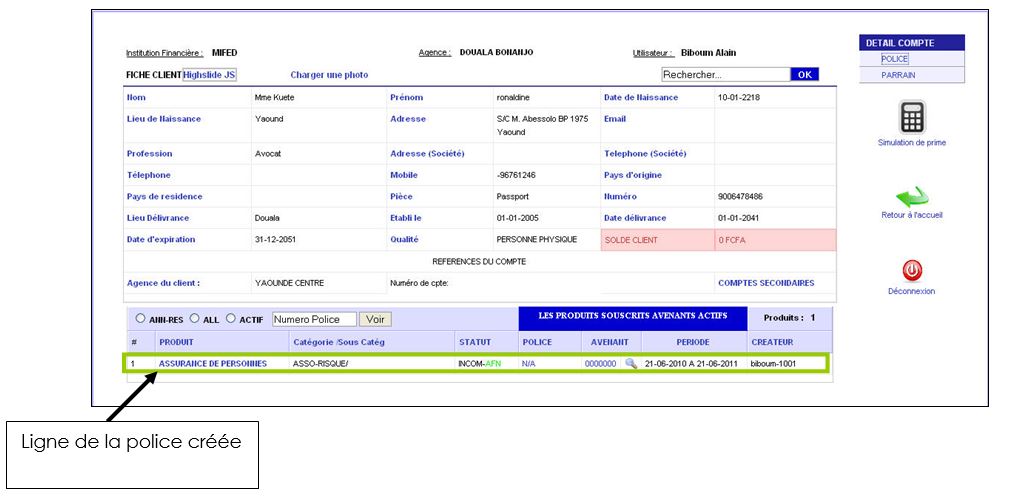 Institution Financière : MIFED Agence : DOUALA BONANJO Utilisateur : Biboum Alain
FICHE CLIENT Highslide JS Charger une photo Rechercher... OK
Nom Mme Kuete Prénom ronaldine Date de Naissance 10-01-2218
Lieu de Naissance Yaound Adresse S/C M. Abessolo BP 1975 Yaound Email
Profession Avocat Adresse (Société) Telephone (Société)
Télephone Mobile -96761246 Pays d'origine
Pays de residence Pièce Passport Numéro 9006478486
Lieu Délivrance Douala Etabli le 01-01-2005 Date délivrance 01-01-2041
Date d'expiration 31-12-2051 Qualité PERSONNE PHYSIQUE SOLDE CLIENT 0 FCFA
REFERENCES DU COMPTE
Agence du client : YAOUNDE CENTRE Numéro de cpte: COMPTES SECONDAIRES
ANN-RES ALL ACTIF Numero Police Voir LES PRODUITS SOUSCRITS AVENANTS ACTIFS Produits : 1
# PRODUIT Catégorie /Sous Catég STATUT POLICE AVENANT PERIODE CREATEUR
1 ASSURANCE DE PERSONNES ASSO-RISQUE/ INCOM-AFN N/A 0000000 21-06-2010 A 21-06-2011 biboum-1001
DETAIL COMPTE
POLICE
PARRAIN
Simulation de prime
Retour à l'accueil
Déconnexion
Ligne de la police créée